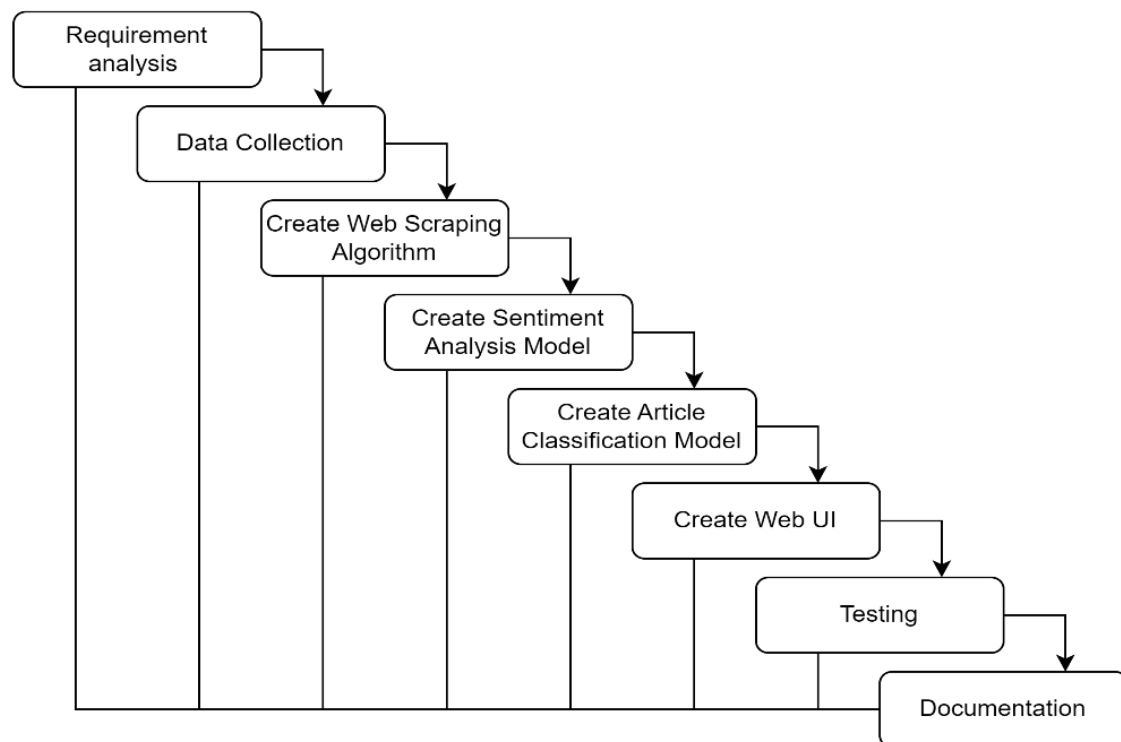 Requirement
analysis
Data Collection
Create Web Scraping
Algorithm
Create Sentiment
Analysis Model
Create Article
Classification Model
Create Web UI
Testing
Documentation